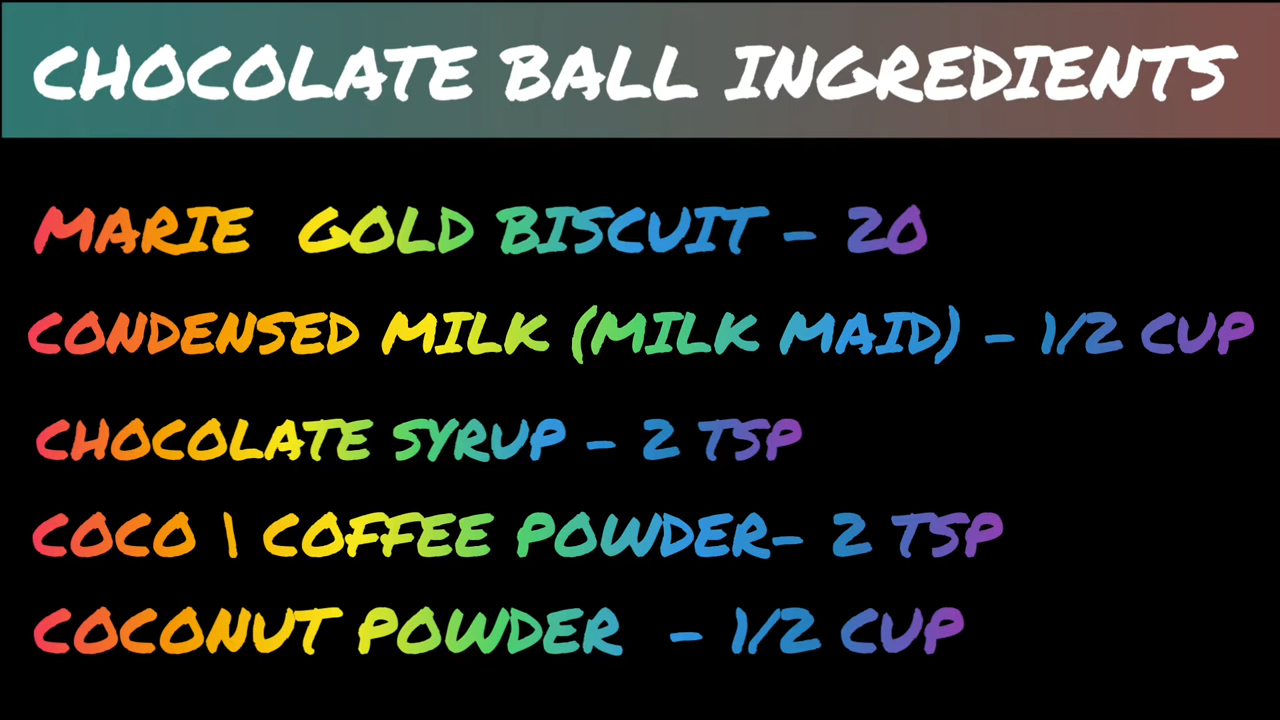 CHOCOLATE BALL INGREDIENTS
MARIE GOLD BISCUIT - 20
CONDENSED MILK (MILK MAID) - 1/2 CUP
CHOCOLATE SYRUP - 2 TSP
COCO \ COFFEE POWDER- 2 TSP
COCONUT POWDER - 1/2 CUP